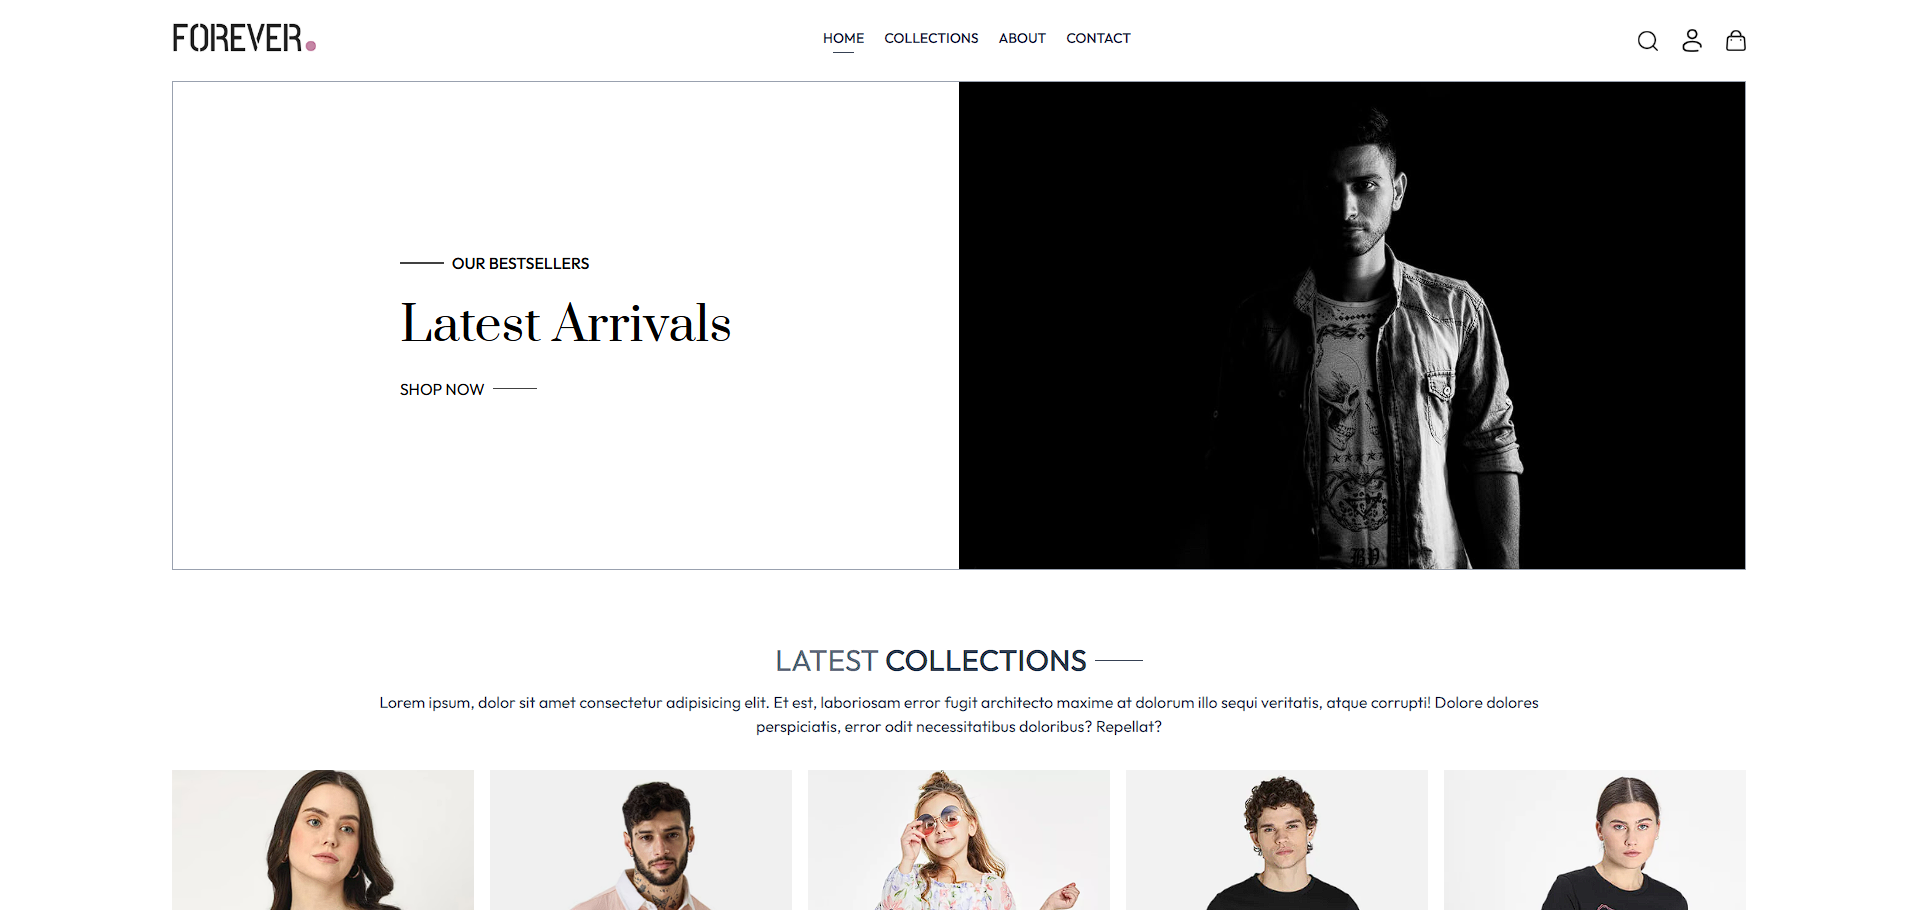 FOREVER.
HOME COLLECTIONS ABOUT CONTACT
OUR BESTSELLERS
Latest Arrivals
SHOP NOW
LATEST COLLECTIONS
Lorem ipsum, dolor sit amet consectetur adipisicing elit. Et est, laboriosam error fugit architecto maxime at dolorum illo sequi veritatis, atque corrupti! Dolore dolores
perspiciatis, error odit necessitatibus doloribus? Repellat?